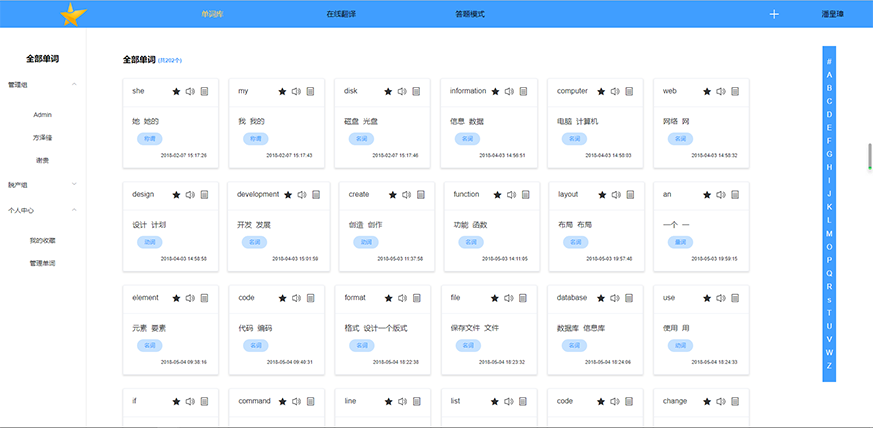 单词库 在线翻译 答题模式 潘皇璋
全部单词
管理组
Admin
方泽锋
谢贵
脱产组
个人中心
我的收藏
管理单词
全部单词 (共202个)
she my disk information computer web
她 她的 我 我的 磁盘 光盘 信息 数据 电脑 计算机 网络 网
称谓 称谓 名词 名词 名词 名词
2018-02-07 15:17:26 2018-02-07 15:17:43 2018-02-07 15:17:46 2018-04-03 14:56:51 2018-04-03 14:58:03 2018-04-03 14:58:32
design development create function layout an
设计 计划 开发 发展 创造 创作 功能 函数 布局 布局 一个 一
动词 名词 动词 名词 名词 量词
2018-04-03 14:58:58 2018-04-03 15:01:59 2018-05-03 11:37:58 2018-05-03 14:11:05 2018-05-03 19:57:40 2018-05-03 19:59:15
element code format file database use
元素 要素 代码 编码 格式 设计一个版式 保存文件 文件 数据库 信息库 使用 用
名词 名词 名词 名词 名词 动词
2018-05-04 09:38:16 2018-05-04 09:40:31 2018-05-04 18:22:38 2018-05-04 18:23:32 2018-05-04 18:24:06 2018-05-04 18:24:33
if command line list code change
#
A
B
C
D
E
F
G
H
I
J
K
L
M
O
P
Q
R
s
T
U
V
W
Z